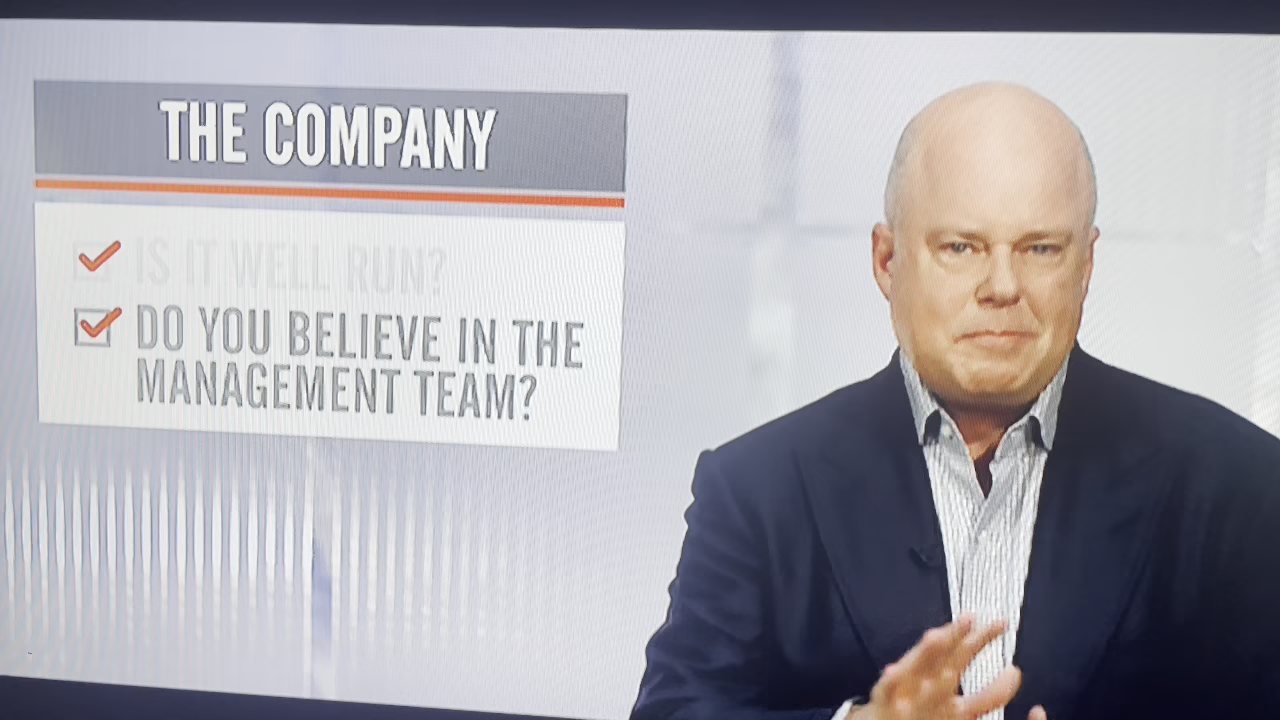 THE COMPANY
IS IT WELL RUN?
DO YOU BELIEVE IN THE
MANAGEMENT TEAM?